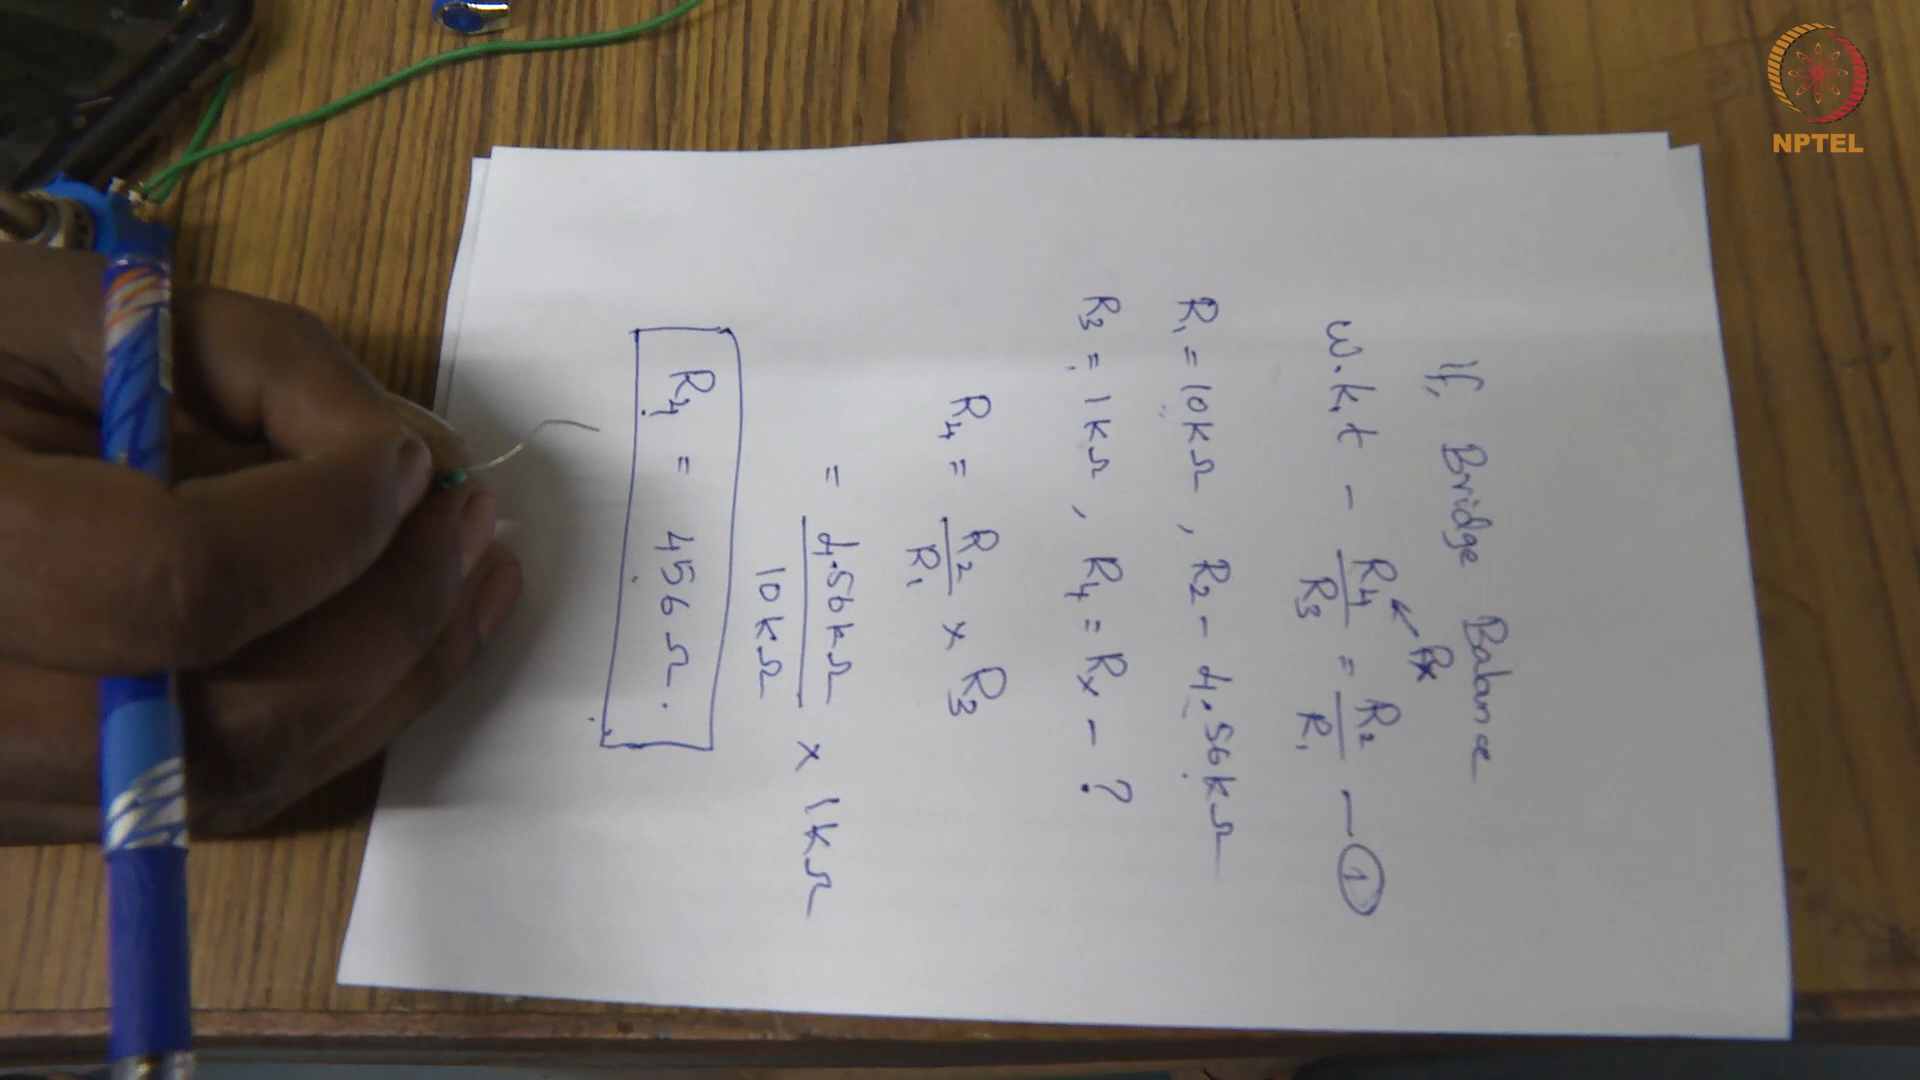 NPTEL
If, Bridge Balance
w.k.t - R4/R3 = R2/R1 — ①
Rx
R1 = 10kΩ, R2 - 4.56kΩ
R3 = 1kΩ, R4 = Rx - ?
R4 = R2/R1 × R3
= 4.56kΩ/10kΩ × 1kΩ
R4 = 456Ω.